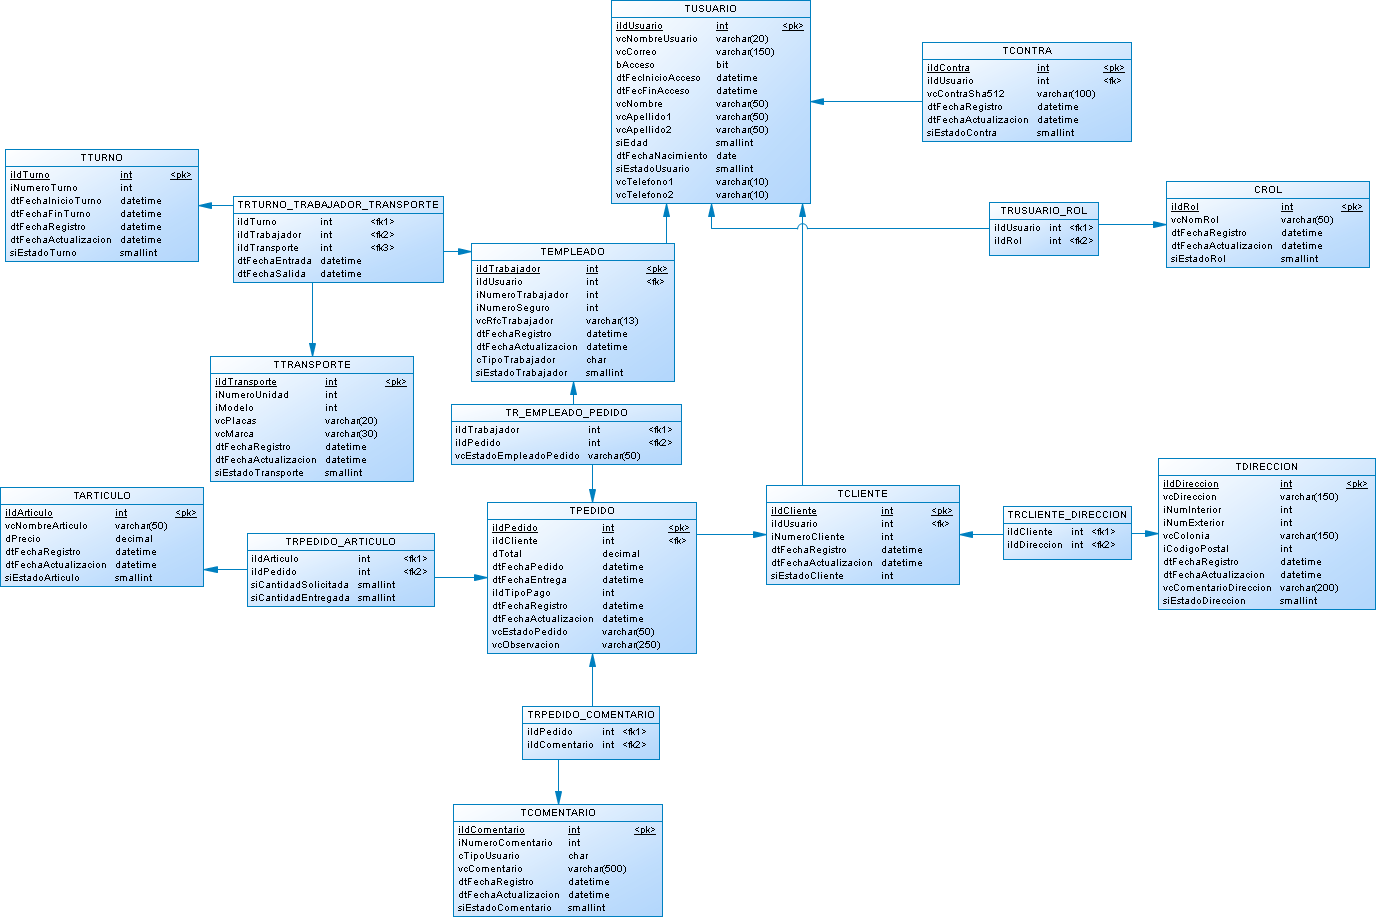 TUSUARIO
iIdUsuario int <pk>
vcNombreUsuario varchar(20)
vcCorreo varchar(150)
bAcceso bit
dtFecInicioAcceso datetime
dtFecFinAcceso datetime
vcNombre varchar(50)
vcApellido1 varchar(50)
vcApellido2 varchar(50)
siEdad smallint
dtFechaNacimiento date
siEstadoUsuario smallint
vcTelefono1 varchar(10)
vcTelefono2 varchar(10)
TCONTRA
iIdContra int <pk>
iIdUsuario int <fk>
vcContraSha512 varchar(100)
dtFechaRegistro datetime
dtFechaActualizacion datetime
siEstadoContra smallint
TTURNO
iIdTurno int <pk>
iNumeroTurno int
dtFechaInicioTurno datetime
dtFechaFinTurno datetime
dtFechaRegistro datetime
dtFechaActualizacion datetime
siEstadoTurno smallint
TRTURNO_TRABAJADOR_TRANSPORTE
iIdTurno int <fk1>
iIdTrabajador int <fk2>
iIdTransporte int <fk3>
dtFechaEntrada datetime
dtFechaSalida datetime
TRUSUARIO_ROL
iIdUsuario int <fk1>
iIdRol int <fk2>
CROL
iIdRol int <pk>
vcNomRol varchar(50)
dtFechaRegistro datetime
dtFechaActualizacion datetime
siEstadoRol smallint
TEMPLEADO
iIdTrabajador int <pk>
iIdUsuario int <fk>
iNumeroTrabajador int
iNumeroSeguro int
vcRfcTrabajador varchar(13)
dtFechaRegistro datetime
dtFechaActualizacion datetime
cTipoTrabajador char
siEstadoTrabajador smallint
TTRANSPORTE
iIdTransporte int <pk>
iNumeroUnidad int
iModelo int
vcPlacas varchar(20)
vcMarca varchar(30)
dtFechaRegistro datetime
dtFechaActualizacion datetime
siEstadoTransporte smallint
TR_EMPLEADO_PEDIDO
iIdTrabajador int <fk1>
iIdPedido int <fk2>
vcEstadoEmpleadoPedido varchar(50)
TARTICULO
iIdArticulo int <pk>
vcNombreArticulo varchar(50)
dPrecio decimal
dtFechaRegistro datetime
dtFechaActualizacion datetime
siEstadoArticulo smallint
TRPEDIDO_ARTICULO
iIdArticulo int <fk1>
iIdPedido int <fk2>
siCantidadSolicitada smallint
siCantidadEntregada smallint
TPEDIDO
iIdPedido int <pk>
iIdCliente int <fk>
dTotal decimal
dtFechaPedido datetime
dtFechaEntrega datetime
iIdTipoPago int
dtFechaRegistro datetime
dtFechaActualizacion datetime
vcEstadoPedido varchar(50)
vcObservacion varchar(250)
TCLIENTE
iIdCliente int <pk>
iIdUsuario int <fk>
iNumeroCliente int
dtFechaRegistro datetime
dtFechaActualizacion datetime
siEstadoCliente int
TRCLIENTE_DIRECCION
iIdCliente int <fk1>
iIdDireccion int <fk2>
TDIRECCION
iIdDireccion int <pk>
vcDireccion varchar(150)
iNumInterior int
iNumExterior int
vcColonia varchar(150)
iCodigoPostal int
dtFechaRegistro datetime
dtFechaActualizacion datetime
vcComentarioDireccion varchar(200)
siEstadoDireccion smallint
TRPEDIDO_COMENTARIO
iIdPedido int <fk1>
iIdComentario int <fk2>
TCOMENTARIO
iIdComentario int <pk>
iNumeroComentario int
cTipoUsuario char
vcComentario varchar(500)
dtFechaRegistro datetime
dtFechaActualizacion datetime
siEstadoComentario smallint